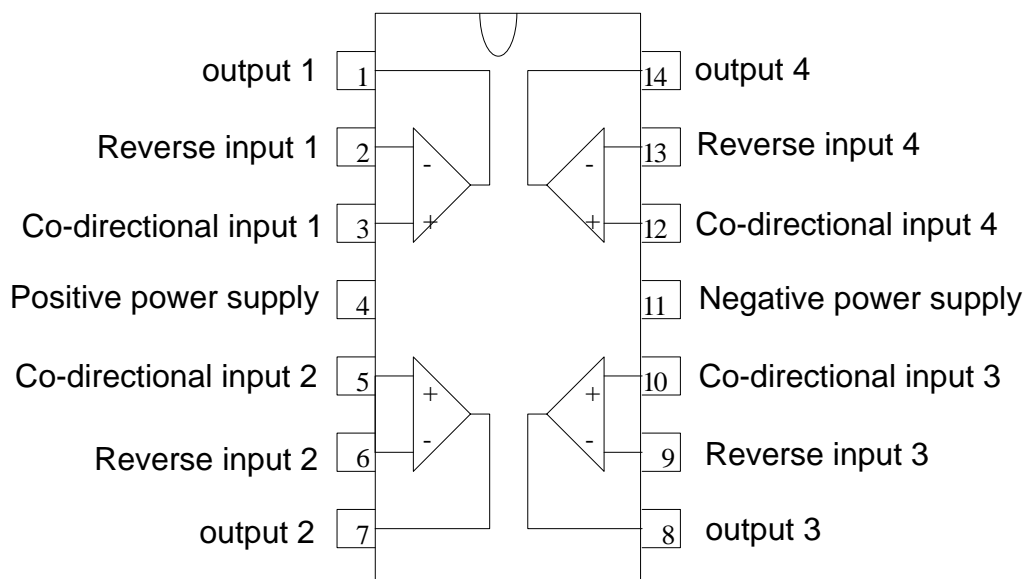 output 1 1 14 output 4
Reverse input 1 2 - - 13 Reverse input 4
Co-directional input 1 3 + + 12 Co-directional input 4
Positive power supply 4 11 Negative power supply
Co-directional input 2 5 + + 10 Co-directional input 3
Reverse input 2 6 - - 9 Reverse input 3
output 2 7 8 output 3